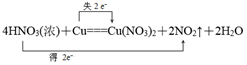 失 2 e⁻
4HNO₃(浓)+Cu══Cu(NO₃)₂+2NO₂↑+2H₂O
得 2e⁻